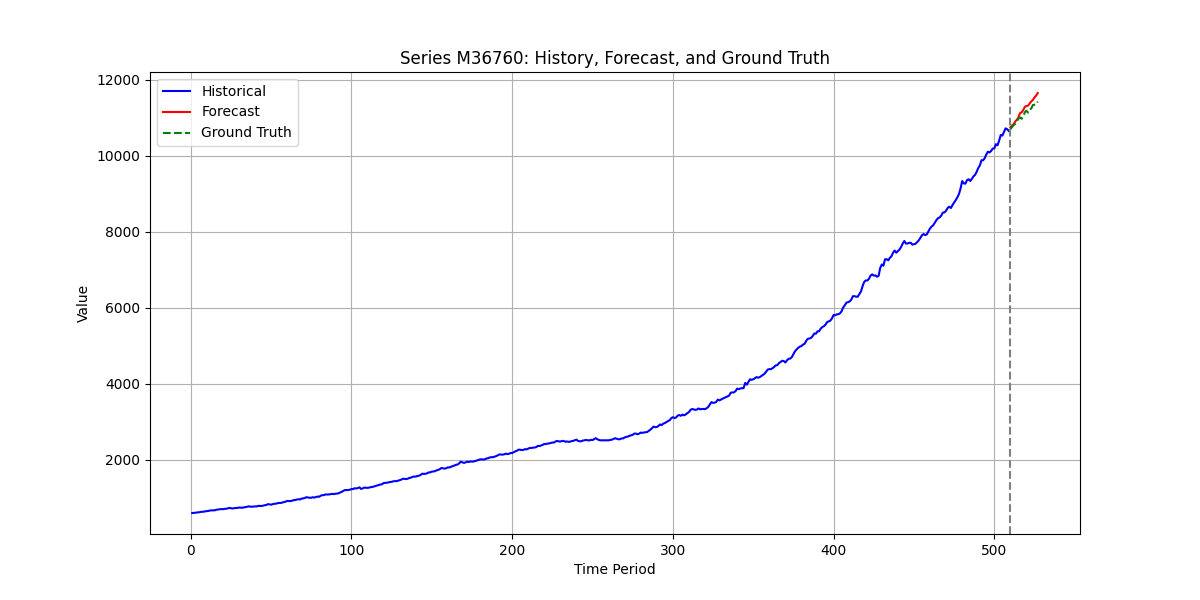 Series M36760: History, Forecast, and Ground Truth
Historical
Forecast
Ground Truth
12000
10000
8000
6000
4000
2000
Value
0 100 200 300 400 500
Time Period